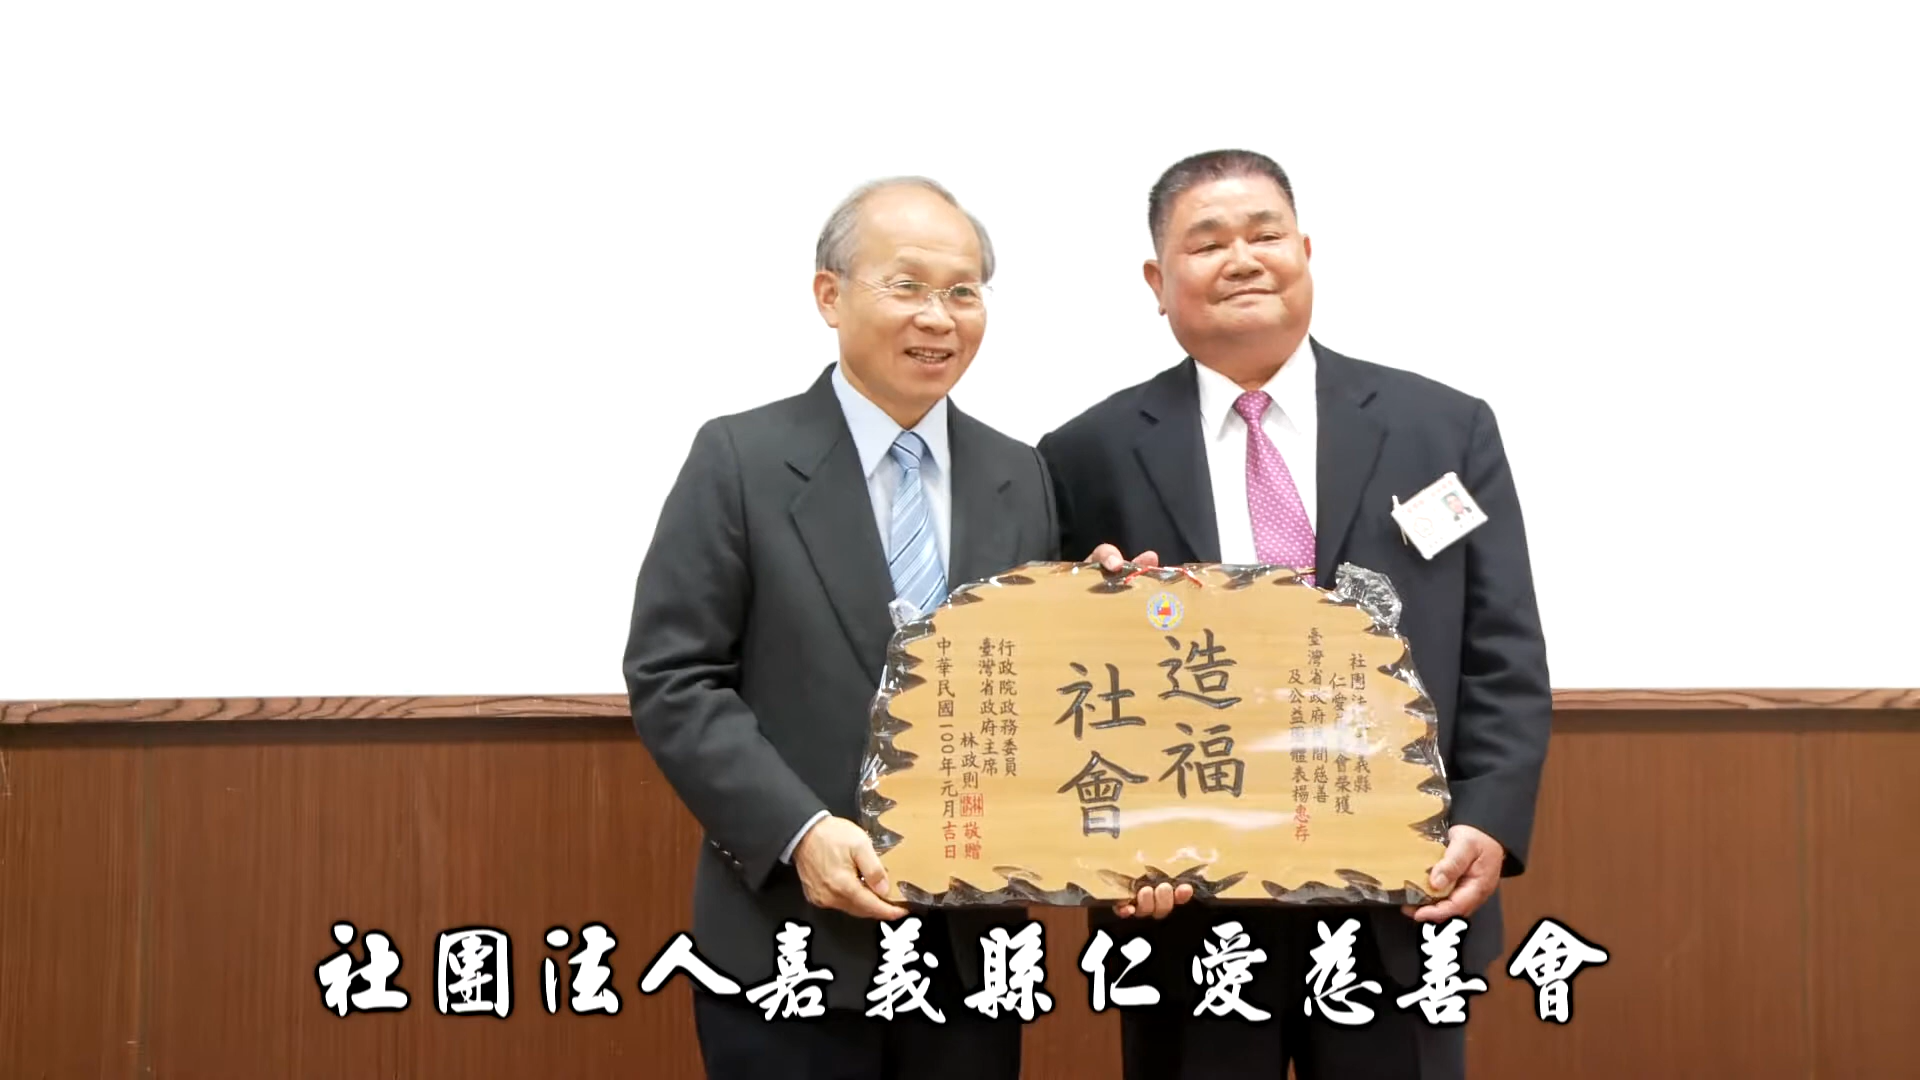 社團法人嘉義縣
仁愛慈善會榮獲
臺灣省政府民間慈善
及公益團體表揚惠存
造福
社會
行政院政務委員
臺灣省政府主席
林政則 敬贈
中華民國一○○年元月吉日
社團法人嘉義縣仁愛慈善會